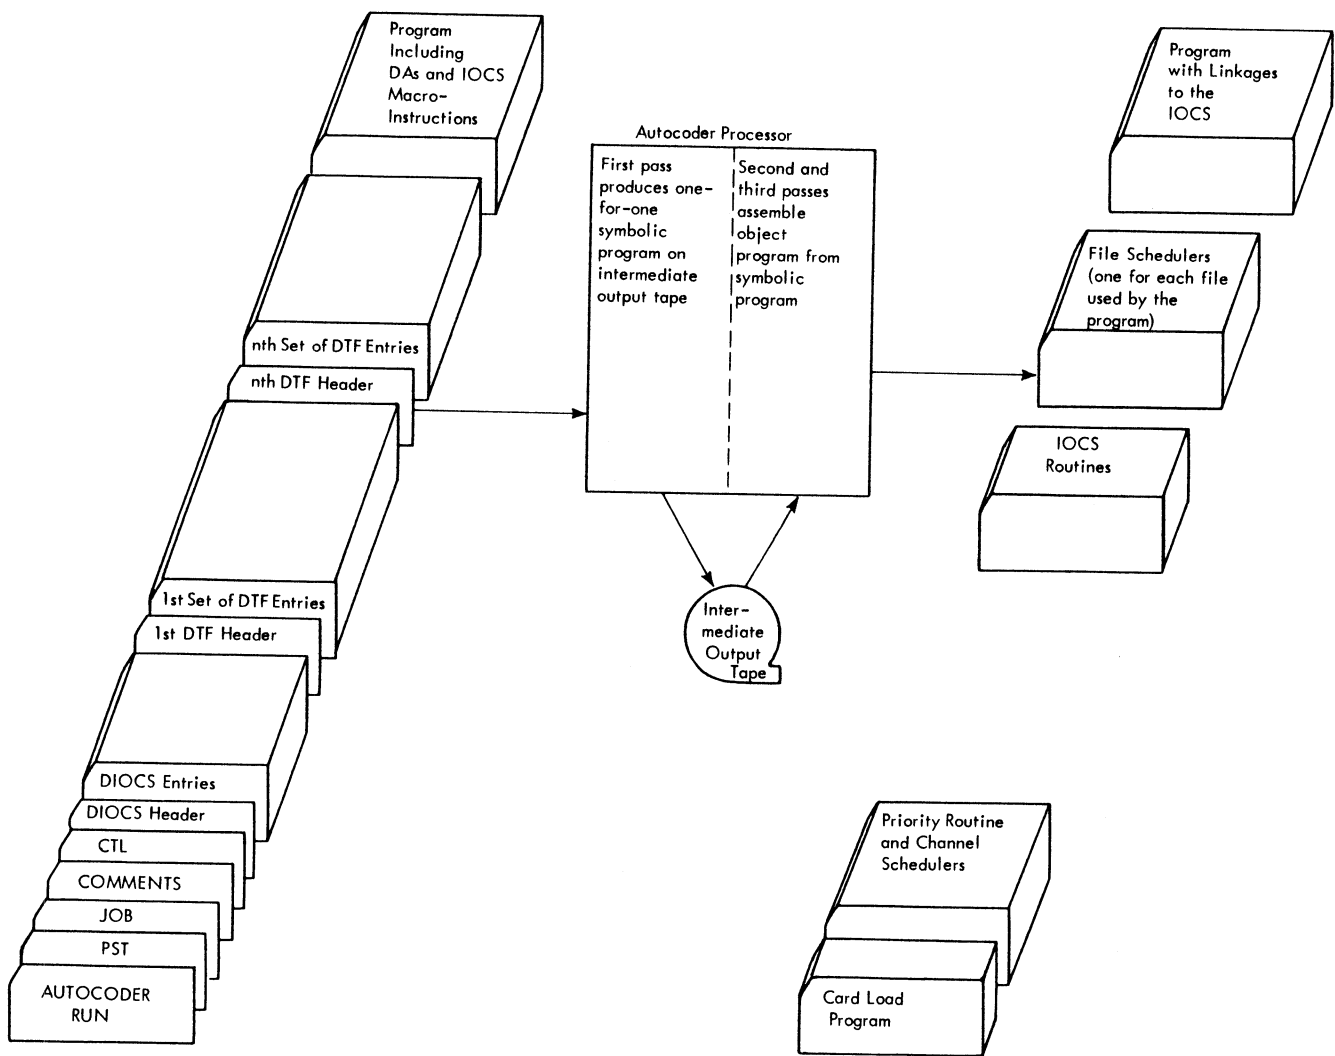 Program
Including
DAs and IOCS
Macro-
Instructions
nth Set of DTF Entries
nth DTF Header
1st Set of DTF Entries
1st DTF Header
DIOCS Entries
DIOCS Header
CTL
COMMENTS
JOB
PST
AUTOCODER
RUN
Autocoder Processor
First pass
produces one-
for-one
symbolic
program on
intermediate
output tape
Second and
third passes
assemble
object
program from
symbolic
program
Inter-
mediate
Output
Tape
Program
with Linkages
to the
IOCS
File Schedulers
(one for each file
used by the
program)
IOCS
Routines
Priority Routine
and Channel
Schedulers
Card Load
Program